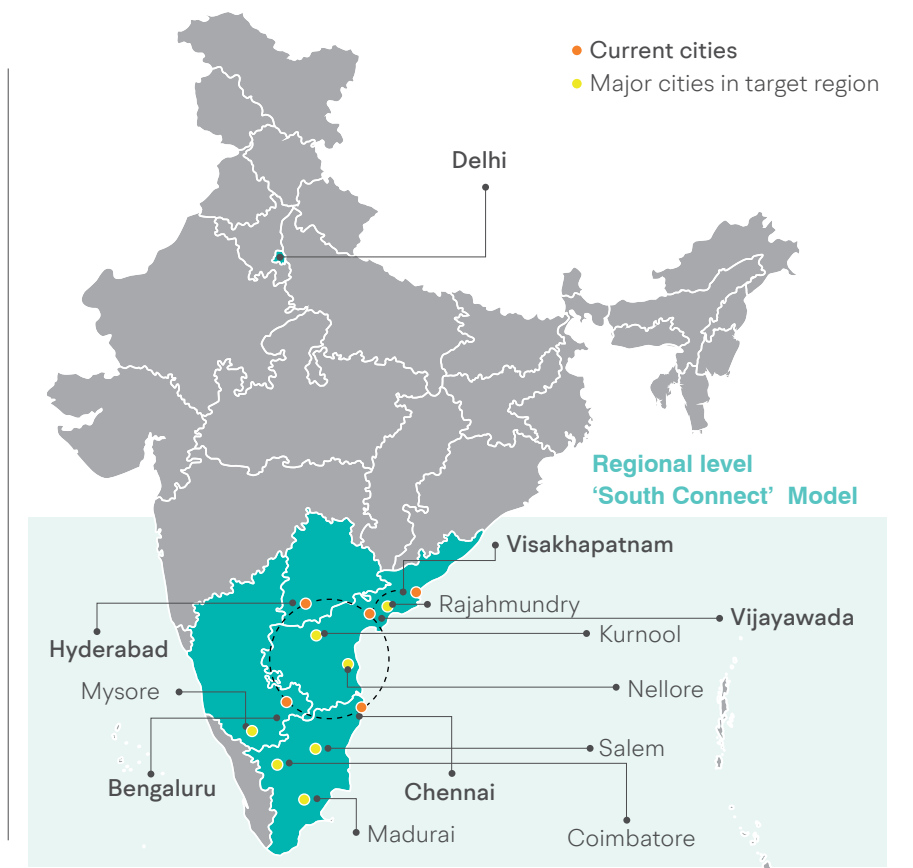 Current cities
Major cities in target region
Delhi
Regional level
‘South Connect’ Model
Visakhapatnam
Rajahmundry
Vijayawada
Kurnool
Hyderabad
Mysore
Nellore
Salem
Bengaluru
Chennai
Madurai
Coimbatore